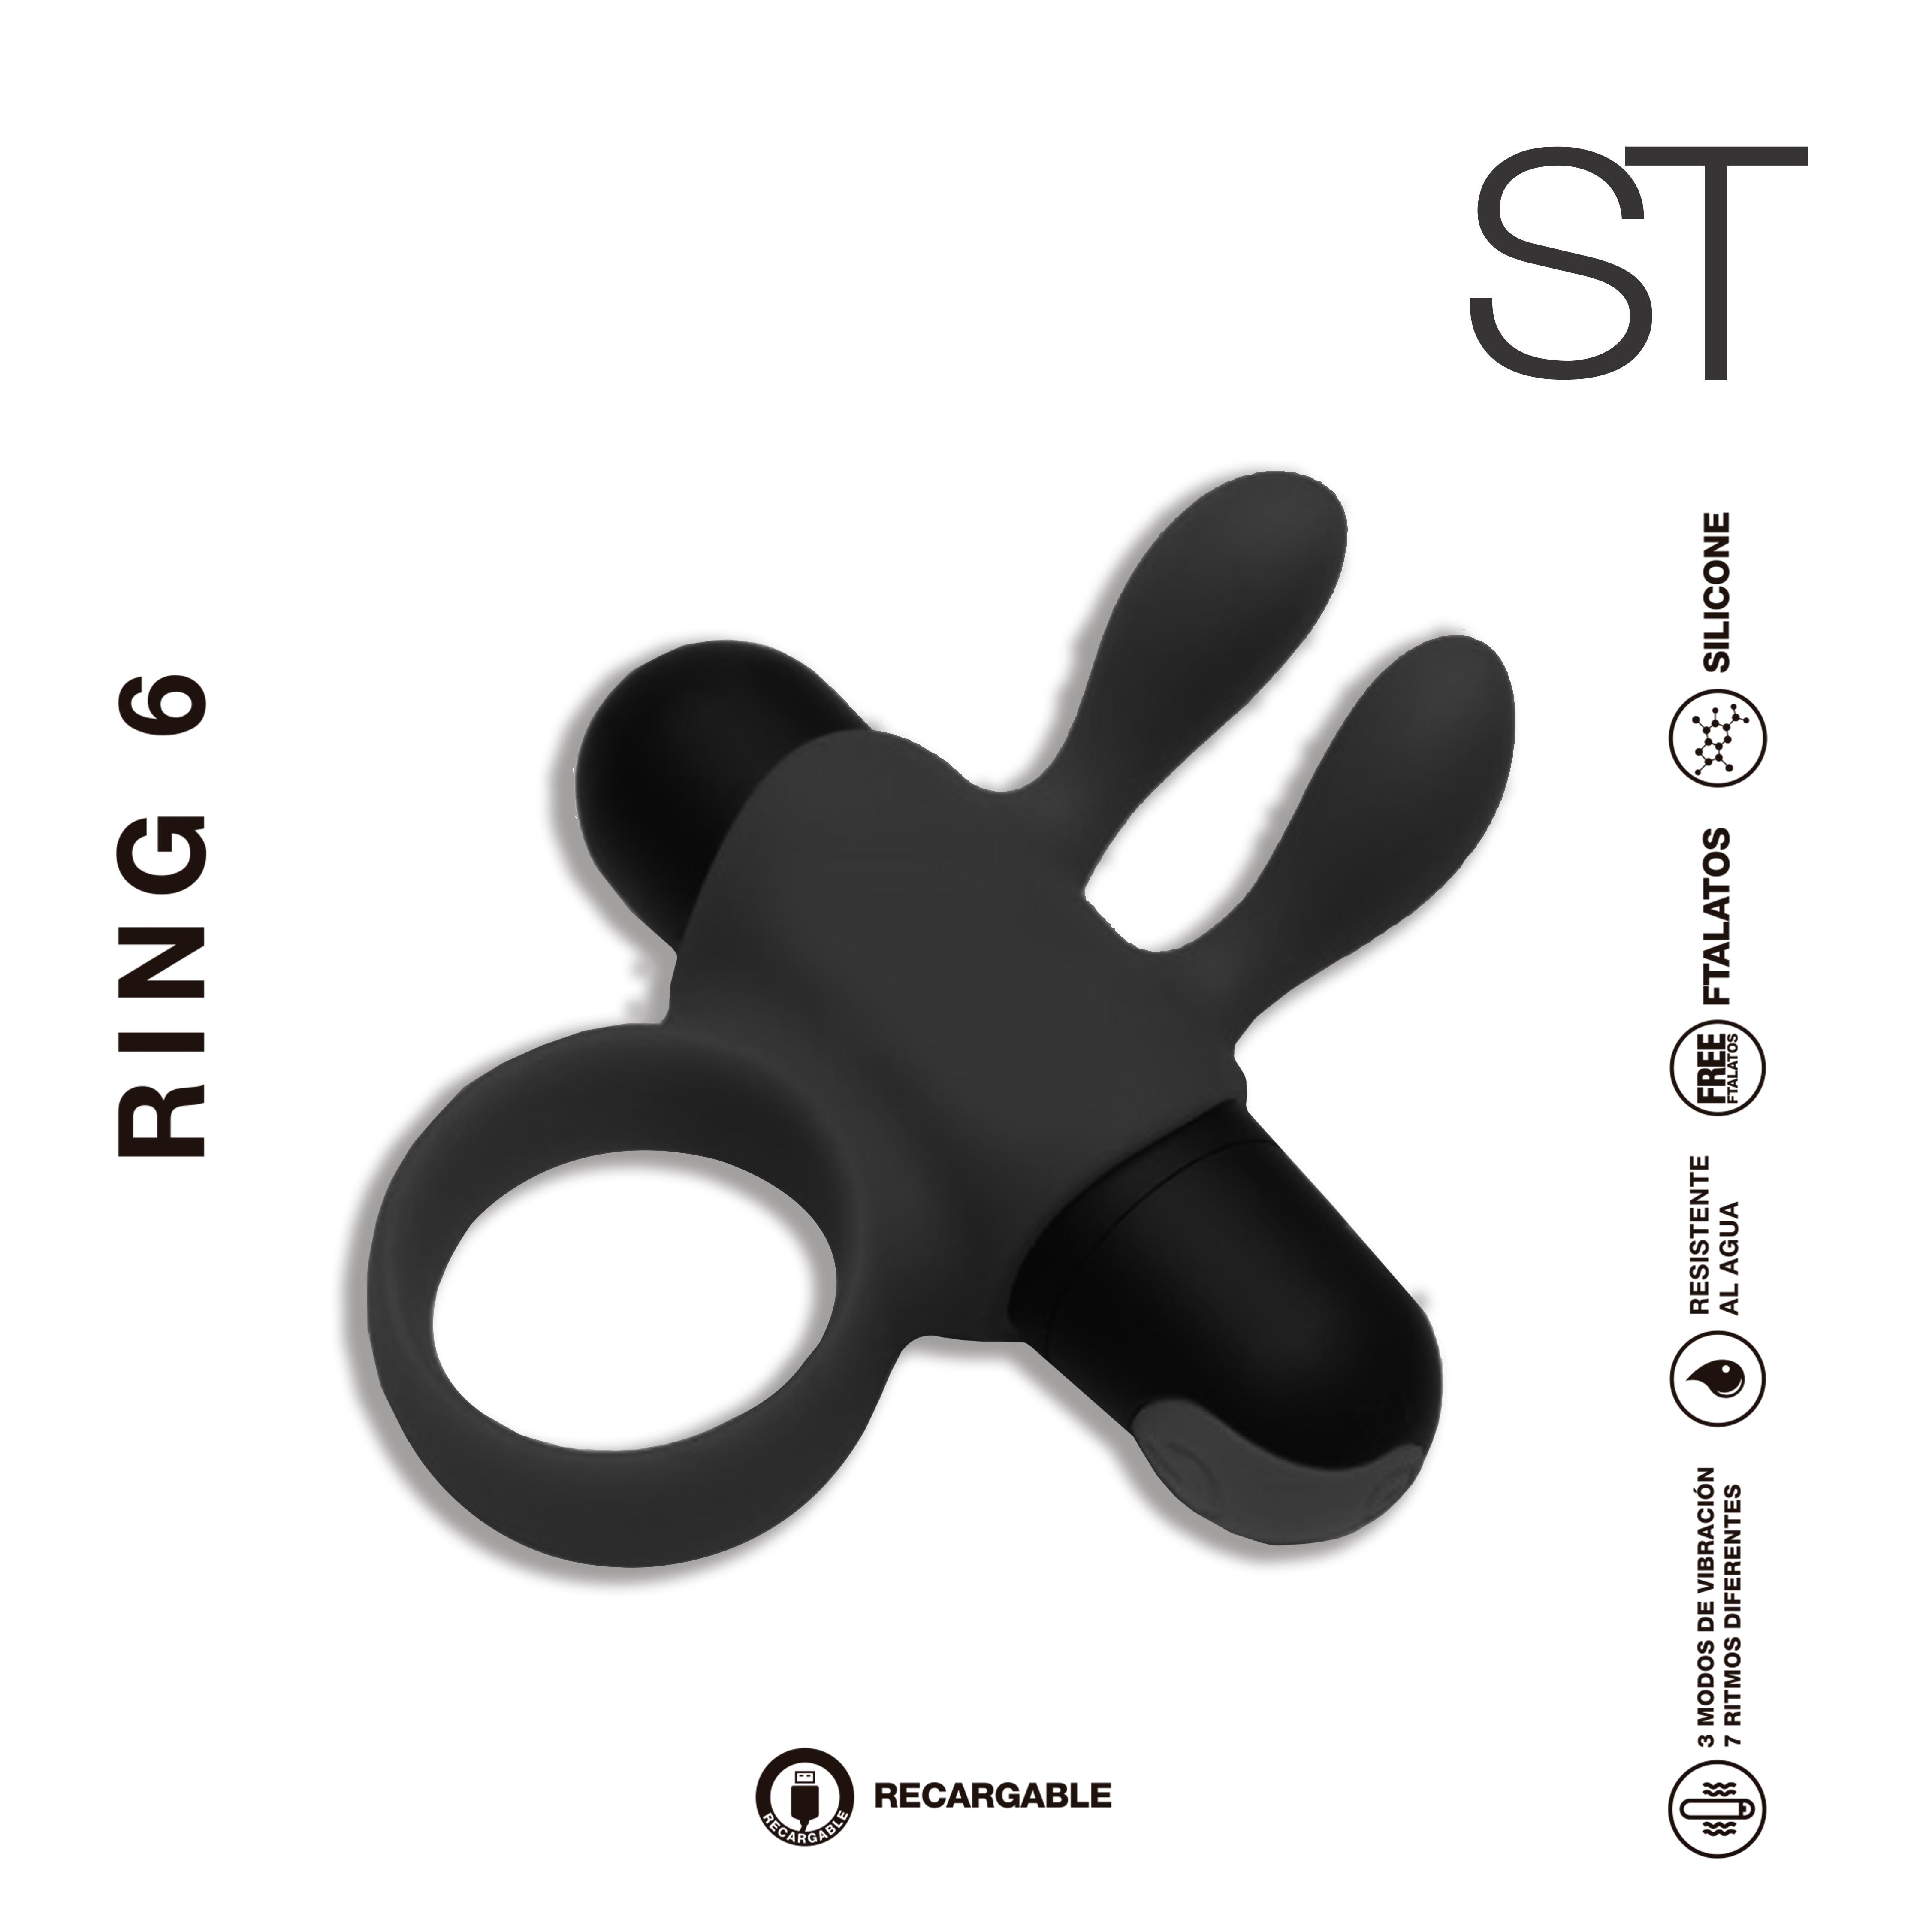 ST
RING 6
SILICONE
FTALATOS
FREE
FTALATOS
RESISTENTE
AL AGUA
3 MODOS DE VIBRACIÓN
7 RITMOS DIFERENTES
RECARGABLE
RECARGABLE